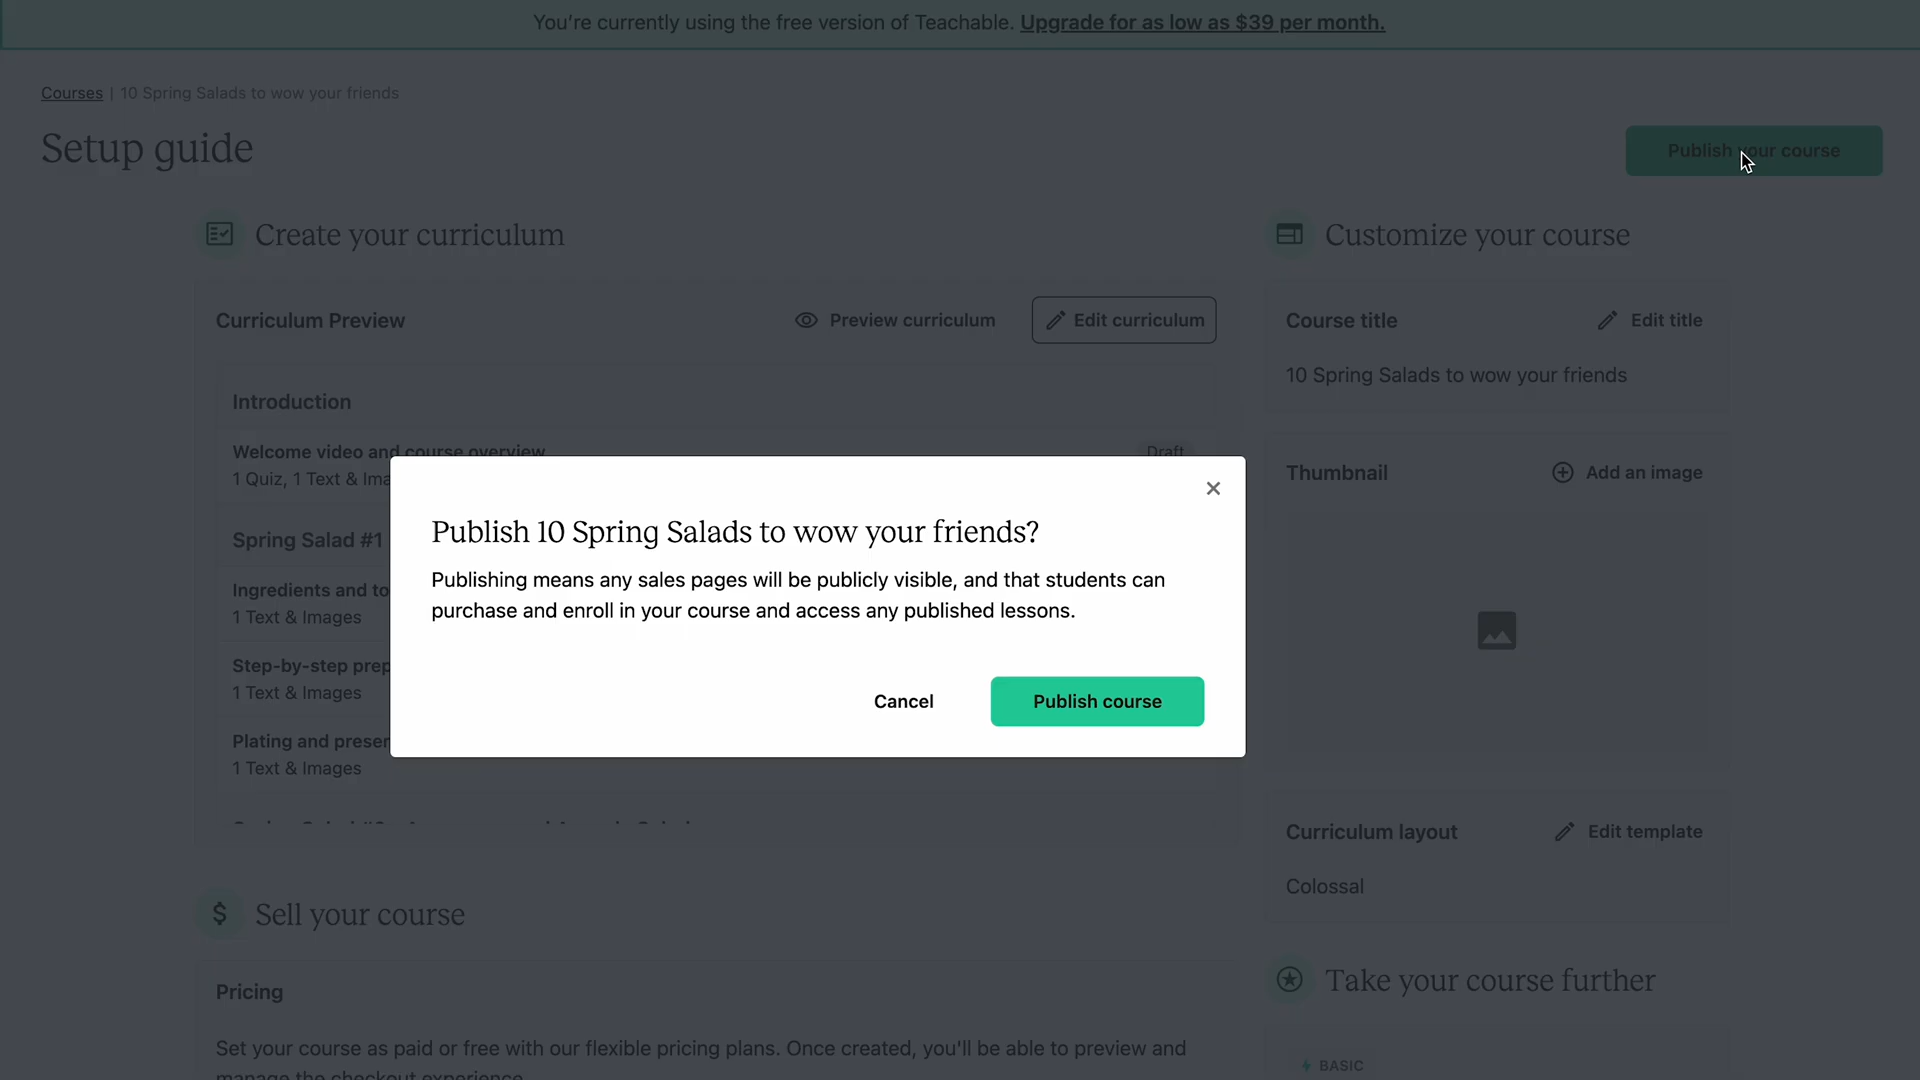 You're currently using the free version of Teachable. Upgrade for as low as $39 per month.
Courses | 10 Spring Salads to wow your friends
Setup guide
Publish your course
Create your curriculum
Customize your course
Curriculum Preview
Preview curriculum
Edit curriculum
Course title
Edit title
10 Spring Salads to wow your friends
Introduction
Welcome video and course overview
Draft
1 Quiz, 1 Text &
Thumbnail
Add an image
Publish 10 Spring Salads to wow your friends?
Publishing means any sales pages will be publicly visible, and that students can
purchase and enroll in your course and access any published lessons.
Cancel
Publish course
Spring Salad #1
Ingredients and
1 Text & Images
Step-by-step
1 Text & Images
Plating and
1 Text & Images
Curriculum layout
Edit template
Colossal
Sell your course
Take your course further
Pricing
Set your course as paid or free with our flexible pricing plans. Once created, you'll be able to preview and
manage the checkout experience
BASIC